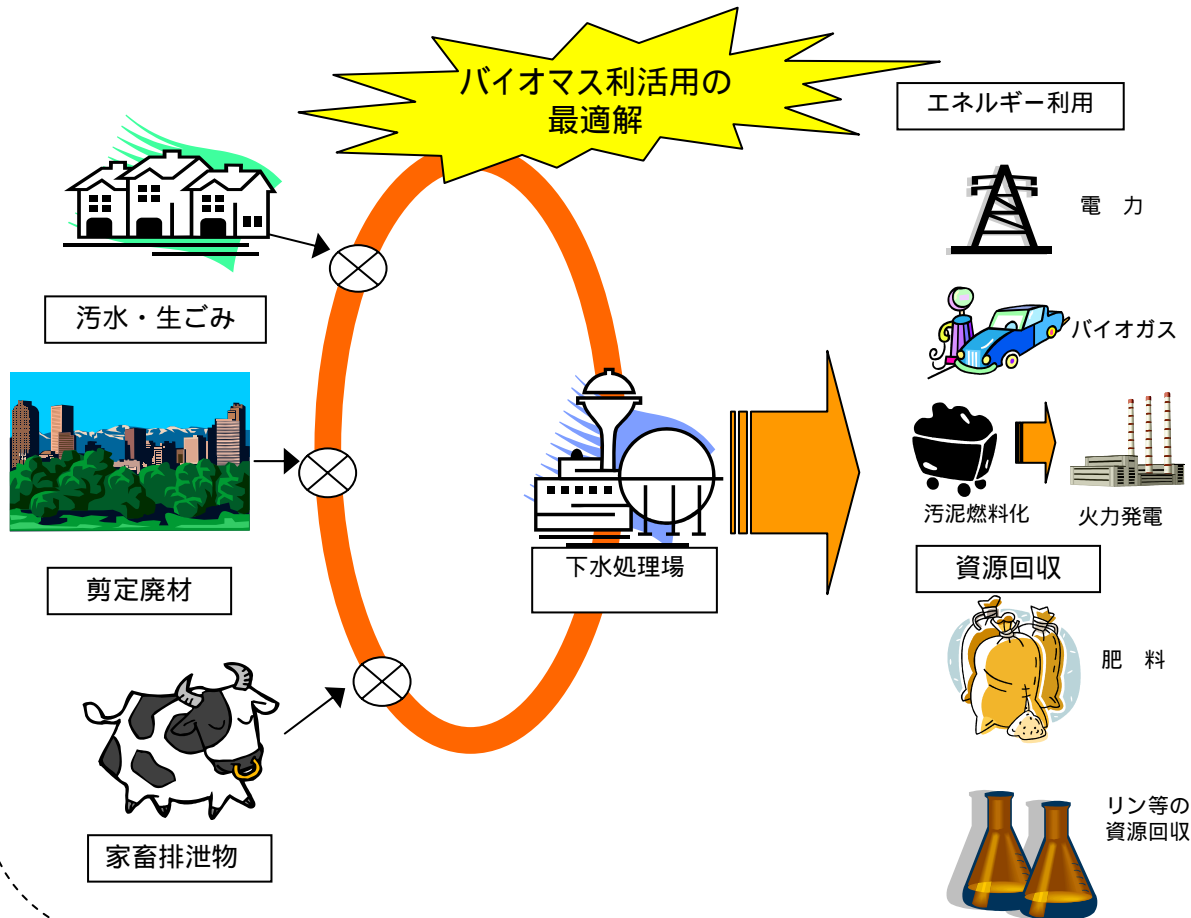 バイオマス利活用の
最適解
汚水・生ごみ
剪定廃材
家畜排泄物
下水処理場
エネルギー利用
電　力
バイオガス
汚泥燃料化
火力発電
資源回収
肥　料
リン等の
資源回収